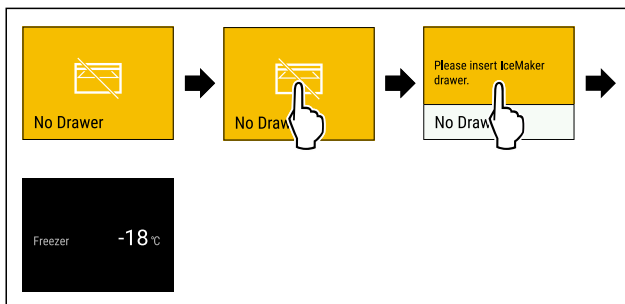 No Drawer
No Draw
Please insert IceMaker
drawer.
No Draw
Freezer -18 °C